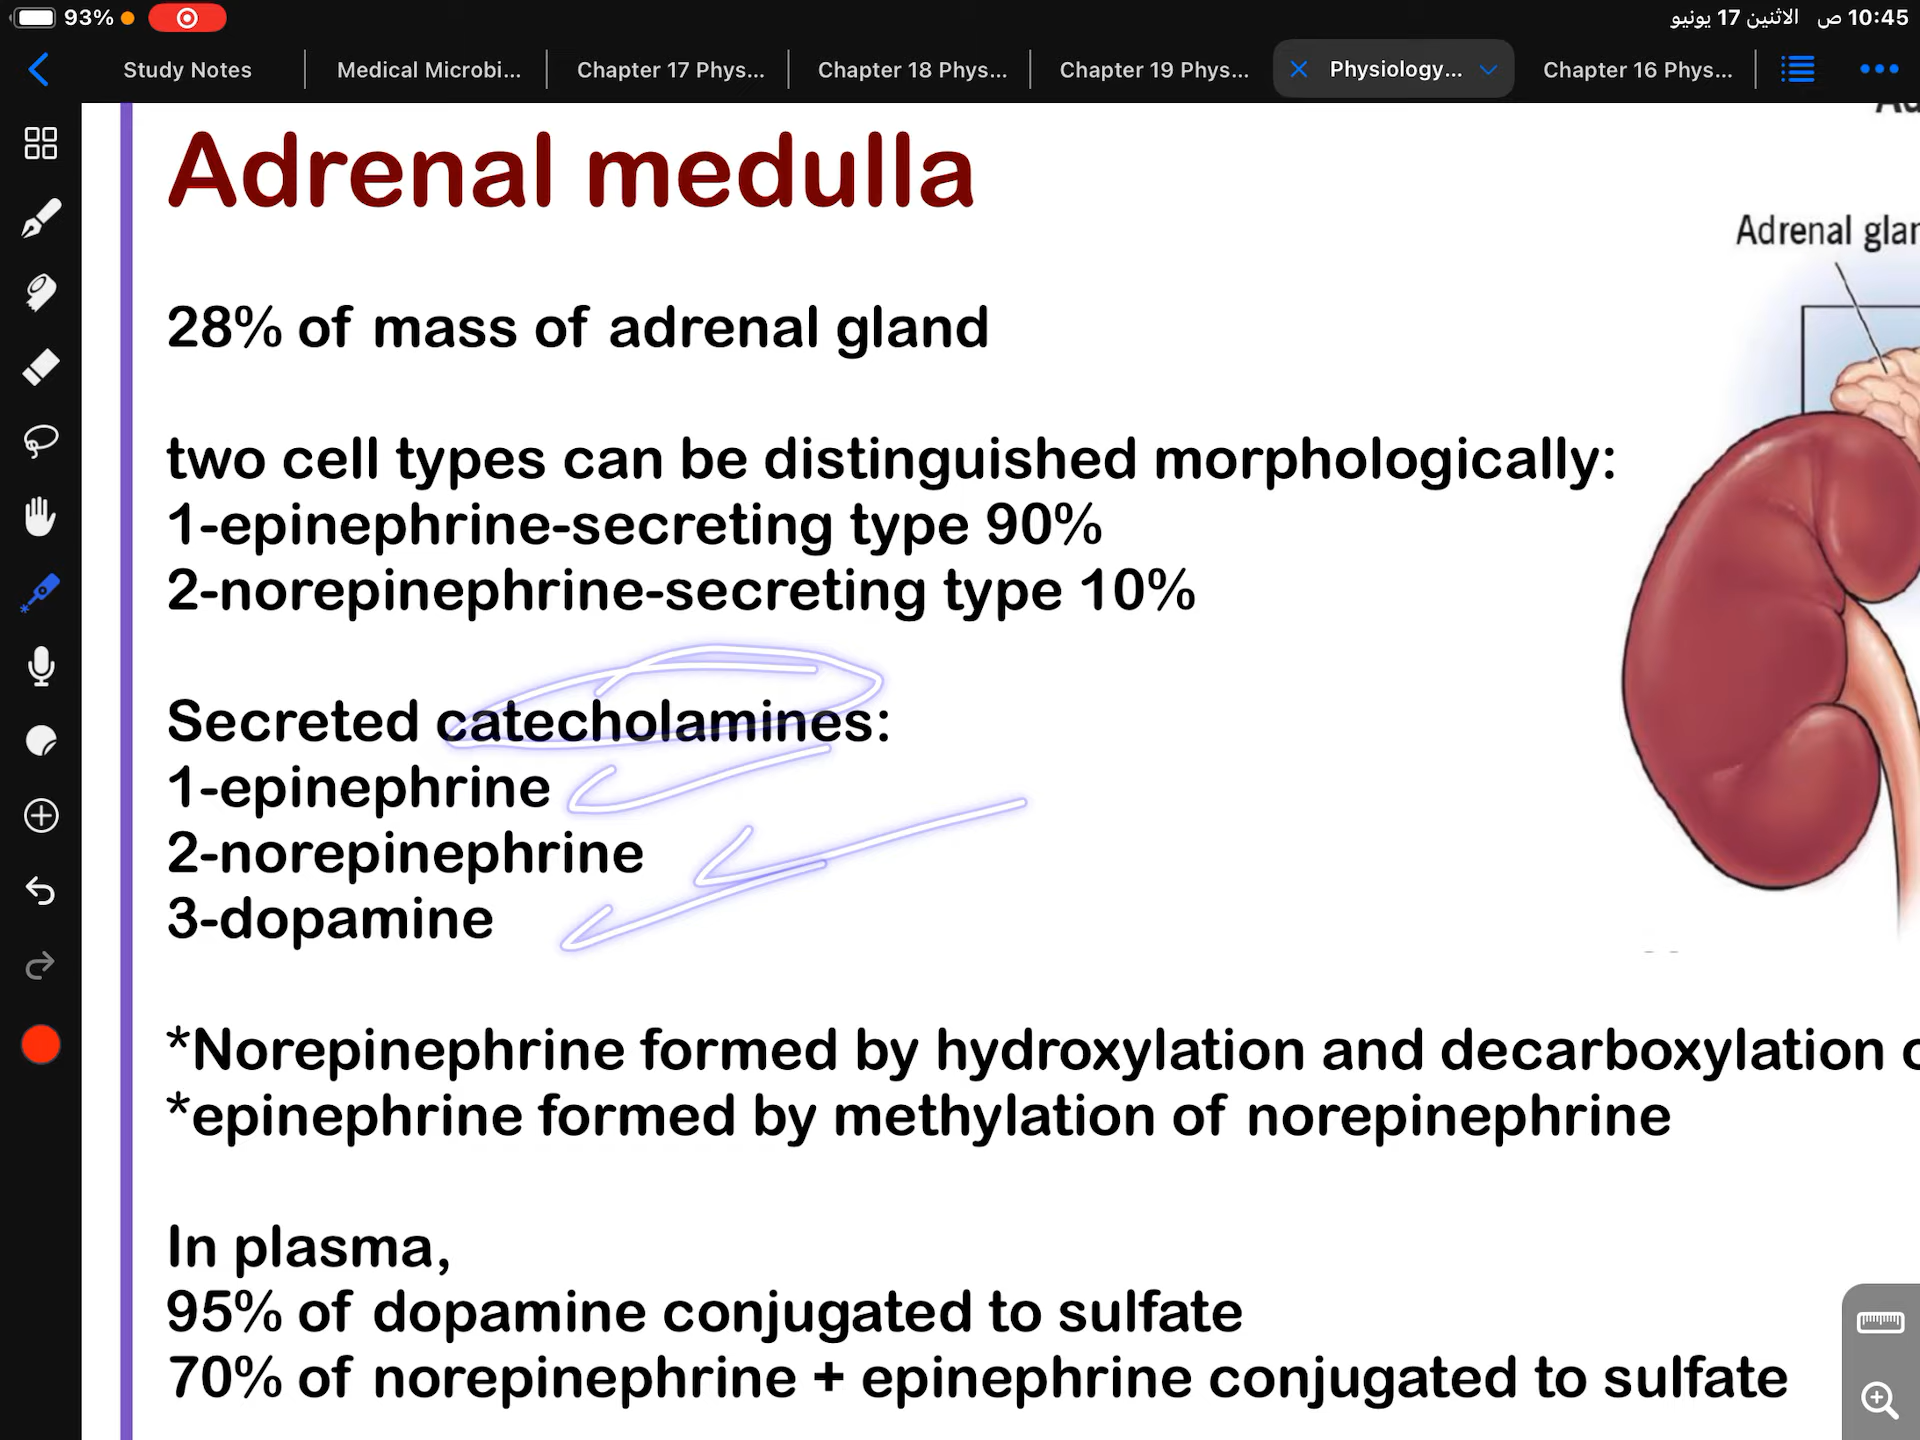 93%
10:45 ص الاثنين 17 يونيو
Study Notes
Medical Microbi...
Chapter 17 Phys...
Chapter 18 Phys...
Chapter 19 Phys...
Physiology...
Chapter 16 Phys...
Adrenal medulla
Adrenal glan
28% of mass of adrenal gland
two cell types can be distinguished morphologically:
1-epinephrine-secreting type 90%
2-norepinephrine-secreting type 10%
Secreted catecholamines:
1-epinephrine
2-norepinephrine
3-dopamine
*Norepinephrine formed by hydroxylation and decarboxylation
*epinephrine formed by methylation of norepinephrine
In plasma,
95% of dopamine conjugated to sulfate
70% of norepinephrine + epinephrine conjugated to sulfate